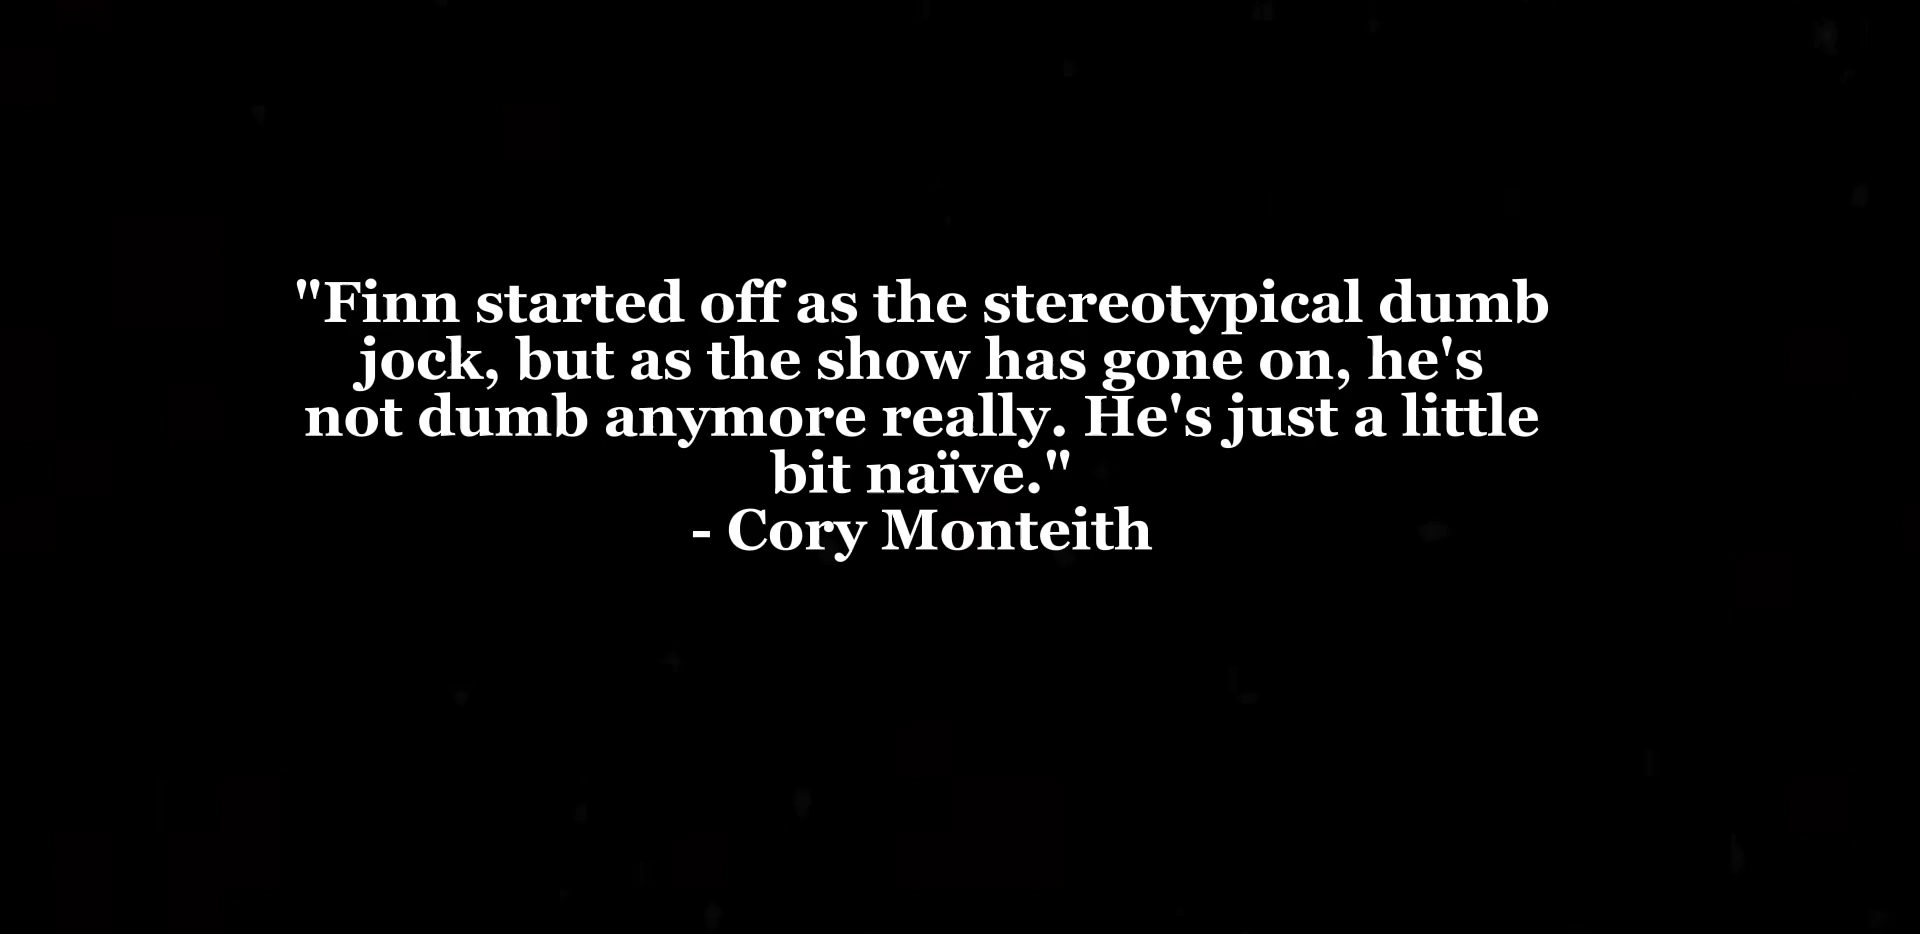 "Finn started off as the stereotypical dumb
jock, but as the show has gone on, he's
not dumb anymore really. He's just a little
bit naïve."
- Cory Monteith